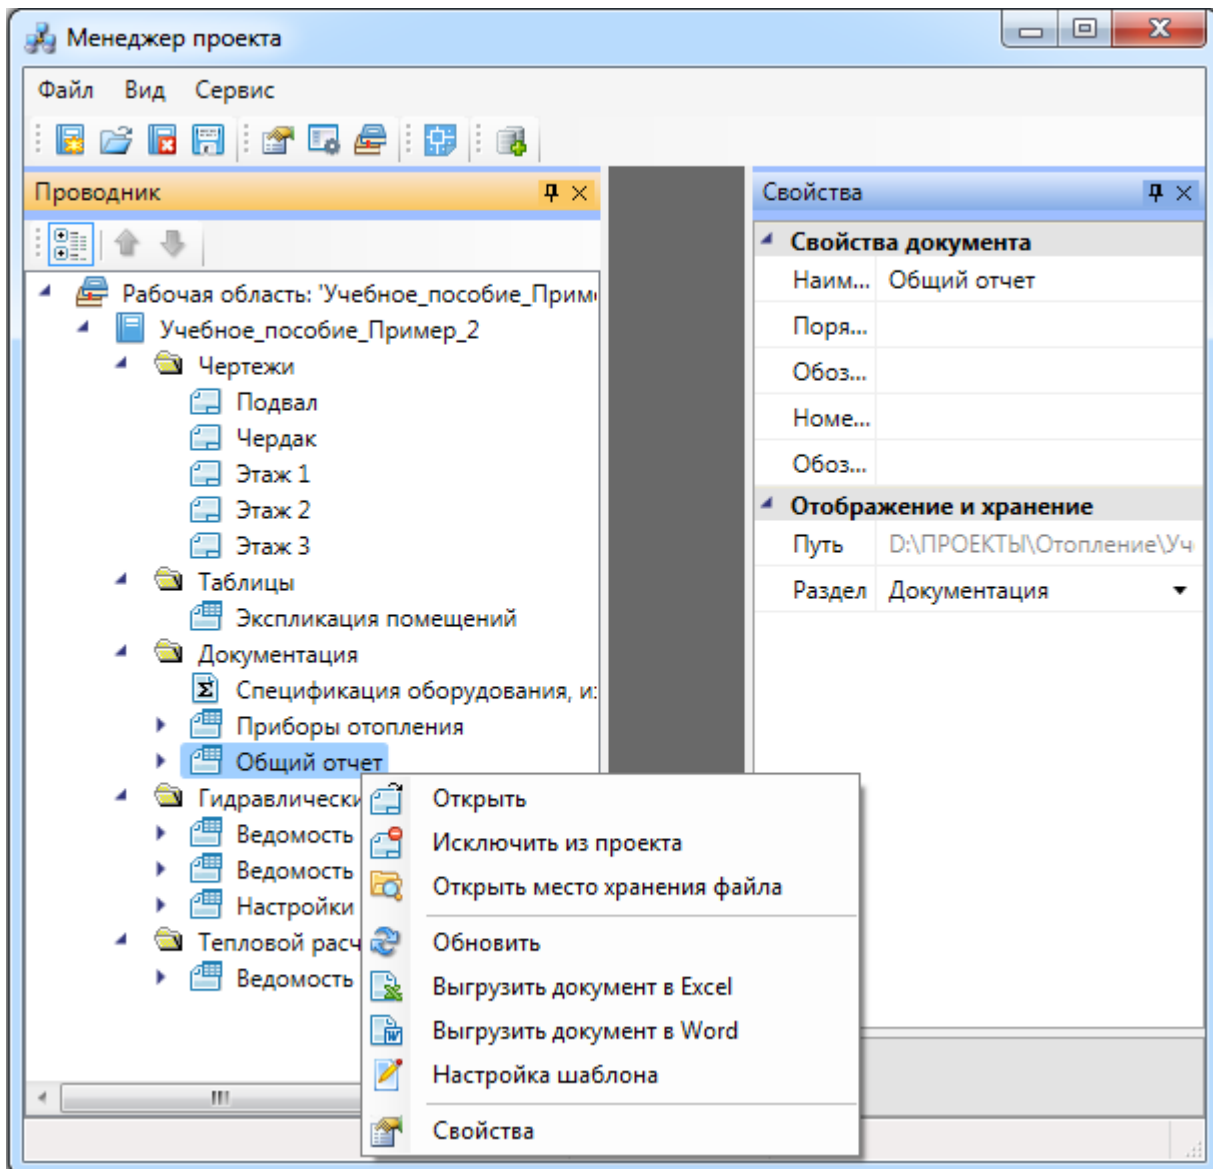 Менеджер проекта
Файл Вид Сервис
Проводник
Рабочая область: 'Учебное_пособие_Прим
Учебное_пособие_Пример_2
Чертежи
Подвал
Чердак
Этаж 1
Этаж 2
Этаж 3
Таблицы
Экспликация помещений
Документация
Спецификация оборудования, из
Приборы отопления
Общий отчет
Гидравлически
Ведомость
Ведомость
Настройки
Тепловой расч
Ведомость
Открыть
Исключить из проекта
Открыть место хранения файла
Обновить
Выгрузить документ в Excel
Выгрузить документ в Word
Настройка шаблона
Свойства
Свойства
Свойства документа
Наим... Общий отчет
Поря...
Обоз...
Номе...
Обоз...
Отображение и хранение
Путь D:\ПРОЕКТЫ\Отопление\Уч
Раздел Документация